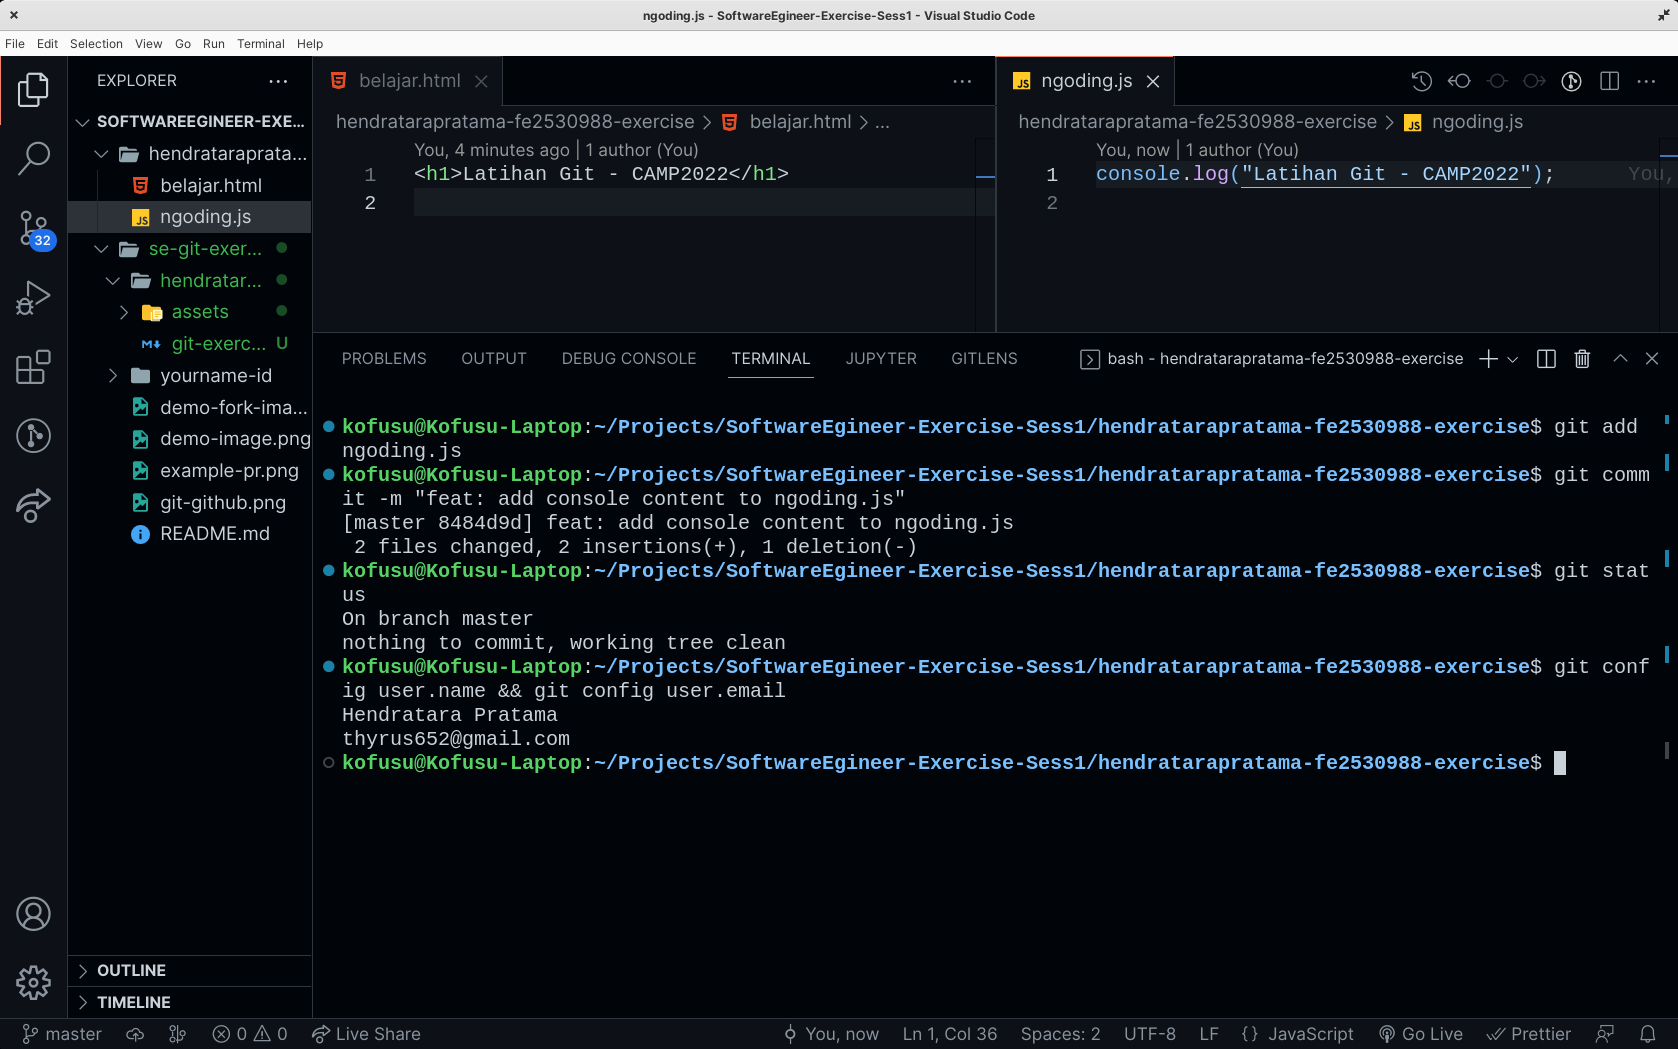 ngoding.js - SoftwareEgineer-Exercise-Sess1 - Visual Studio Code
File Edit Selection View Go Run Terminal Help
EXPLORER
SOFTWAREEGINEER-EXE...
hendrataraprata...
belajar.html
ngoding.js
32
se-git-exer...
hendratar...
assets
git-exerc... U
yourname-id
demo-fork-ima...
demo-image.png
example-pr.png
git-github.png
README.md
OUTLINE
TIMELINE
belajar.html
hendratarapratama-fe2530988-exercise > belajar.html > ...
You, 4 minutes ago | 1 author (You)
1 <h1>Latihan Git - CAMP2022</h1>
2
ngoding.js
hendratarapratama-fe2530988-exercise > ngoding.js
You, now | 1 author (You)
1 console.log("Latihan Git - CAMP2022"); You,
2
PROBLEMS OUTPUT DEBUG CONSOLE TERMINAL JUPYTER GITLENS bash - hendratarapratama-fe2530988-exercise
kofusu@Kofusu-Laptop:~/Projects/SoftwareEgineer-Exercise-Sess1/hendratarapratama-fe2530988-exercise$ git add
ngoding.js
kofusu@Kofusu-Laptop:~/Projects/SoftwareEgineer-Exercise-Sess1/hendratarapratama-fe2530988-exercise$ git comm
it -m "feat: add console content to ngoding.js"
[master 8484d9d] feat: add console content to ngoding.js
2 files changed, 2 insertions(+), 1 deletion(-)
kofusu@Kofusu-Laptop:~/Projects/SoftwareEgineer-Exercise-Sess1/hendratarapratama-fe2530988-exercise$ git stat
us
On branch master
nothing to commit, working tree clean
kofusu@Kofusu-Laptop:~/Projects/SoftwareEgineer-Exercise-Sess1/hendratarapratama-fe2530988-exercise$ git conf
ig user.name && git config user.email
Hendratara Pratama
thyrus652@gmail.com
kofusu@Kofusu-Laptop:~/Projects/SoftwareEgineer-Exercise-Sess1/hendratarapratama-fe2530988-exercise$
master 0 0 Live Share You, now Ln 1, Col 36 Spaces: 2 UTF-8 LF {} JavaScript Go Live Prettier